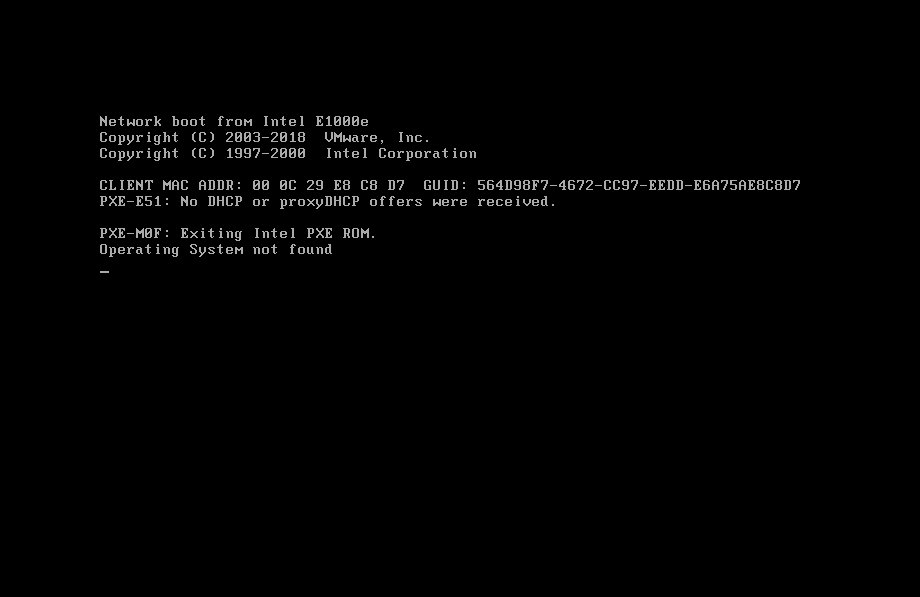 Network boot from Intel E1000e
Copyright (C) 2003-2018  VMware, Inc.
Copyright (C) 1997-2000  Intel Corporation
CLIENT MAC ADDR: 00 0C 29 E8 C8 D7  GUID: 564D98F7-4672-CC97-EEDD-E6A75AE8C8D7
PXE-E51: No DHCP or proxyDHCP offers were received.
PXE-M0F: Exiting Intel PXE ROM.
Operating System not found